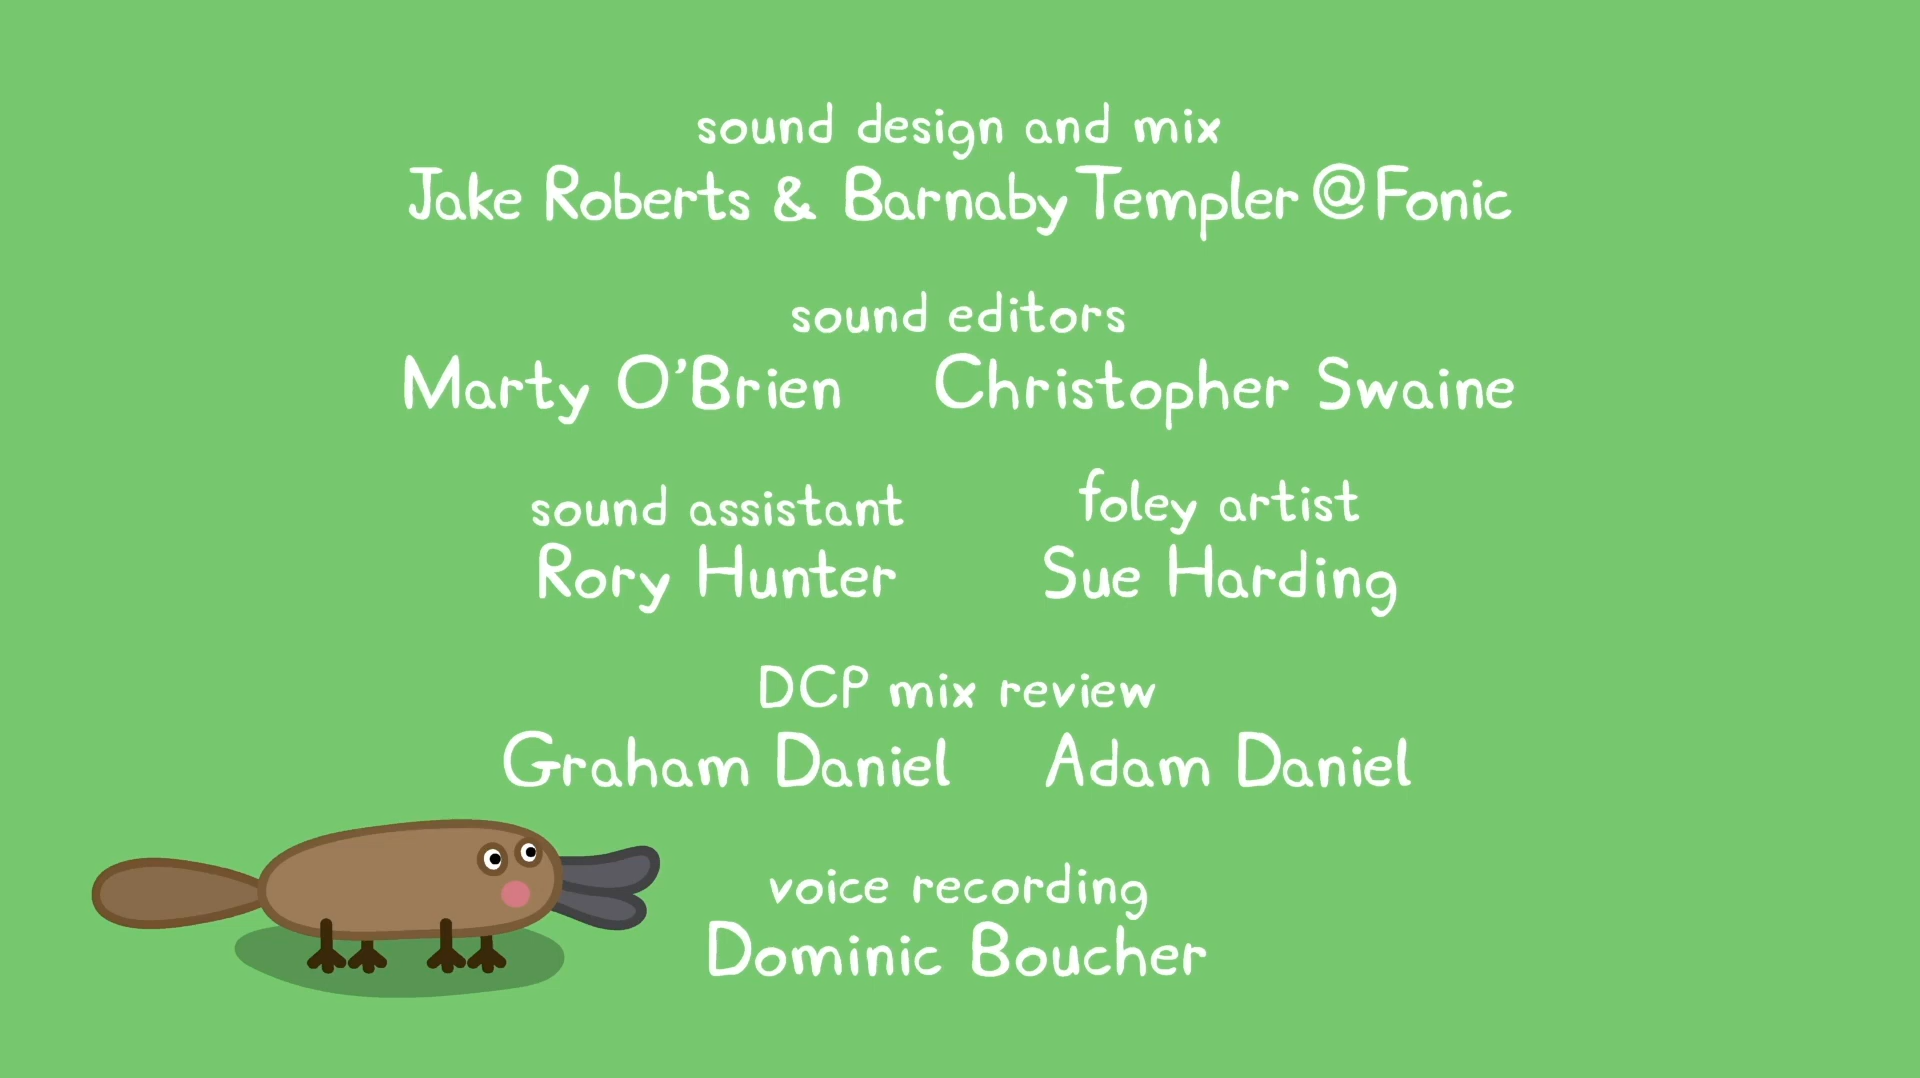 sound design and mix
Jake Roberts & Barnaby Templer @ Fonic
sound editors
Marty O'Brien Christopher Swaine
sound assistant foley artist
Rory Hunter Sue Harding
DCP mix review
Graham Daniel Adam Daniel
voice recording
Dominic Boucher